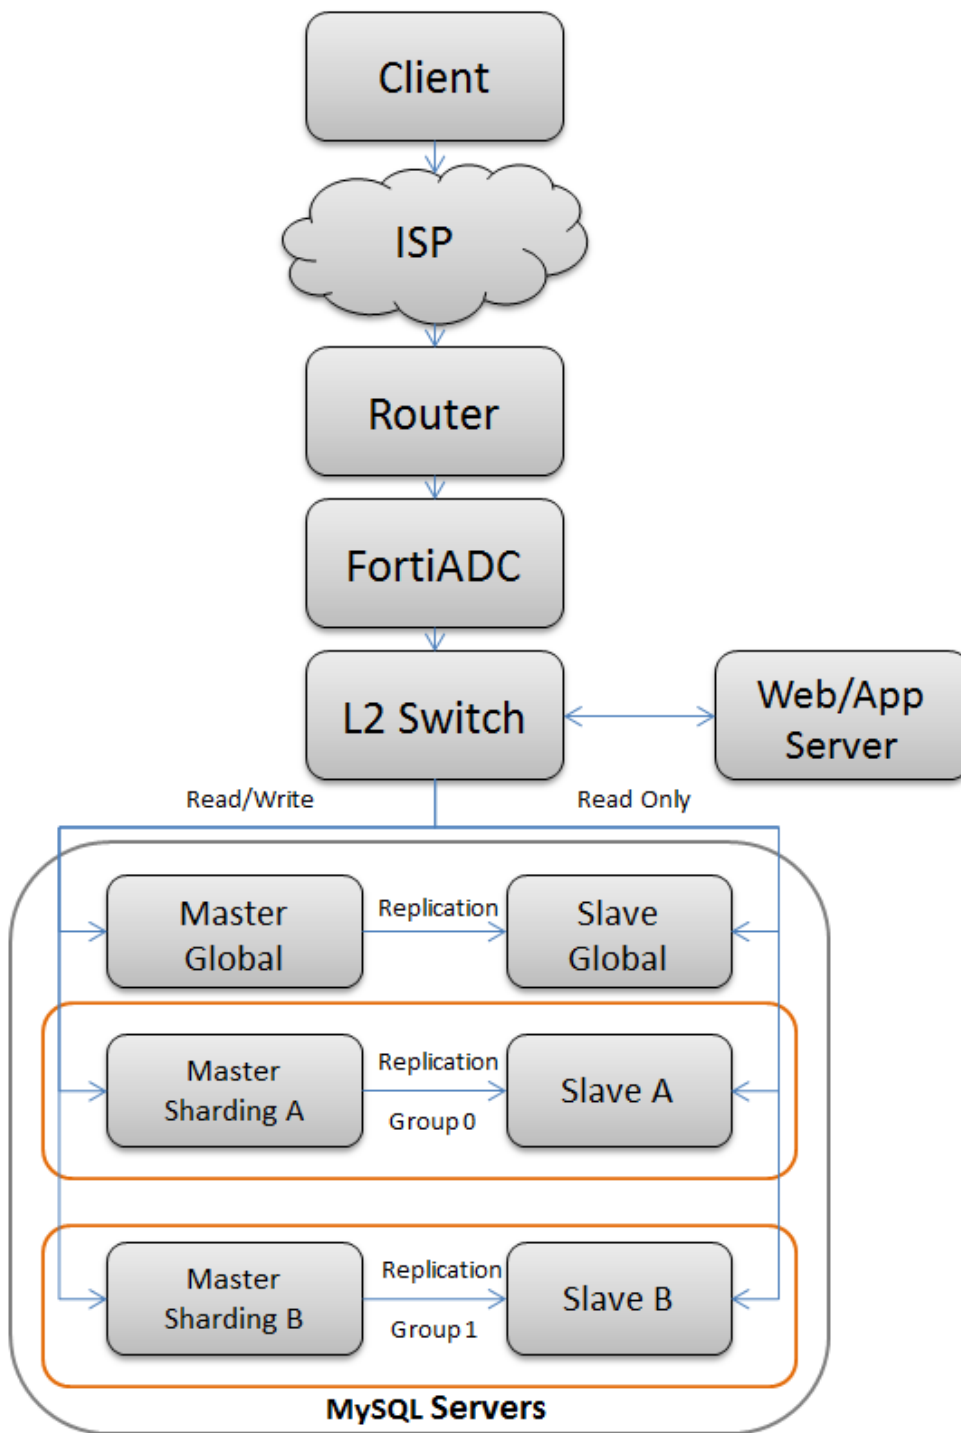 Client
ISP
Router
FortiADC
L2 Switch
Web/App
Server
Read/Write
Read Only
Master
Global
Replication
Slave
Global
Master
Sharding A
Replication
Group 0
Slave A
Master
Sharding B
Replication
Group 1
Slave B
MySQL Servers